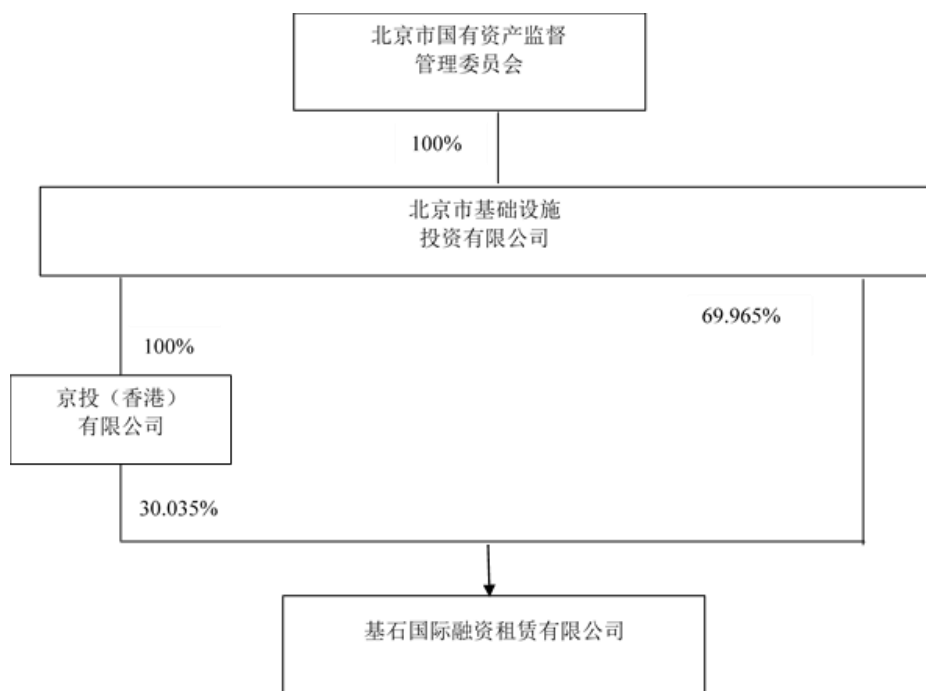 北京市国有资产监督
管理委员会
100%
北京市基础设施
投资有限公司
69.965%
100%
京投（香港）
有限公司
30.035%
基石国际融资租赁有限公司